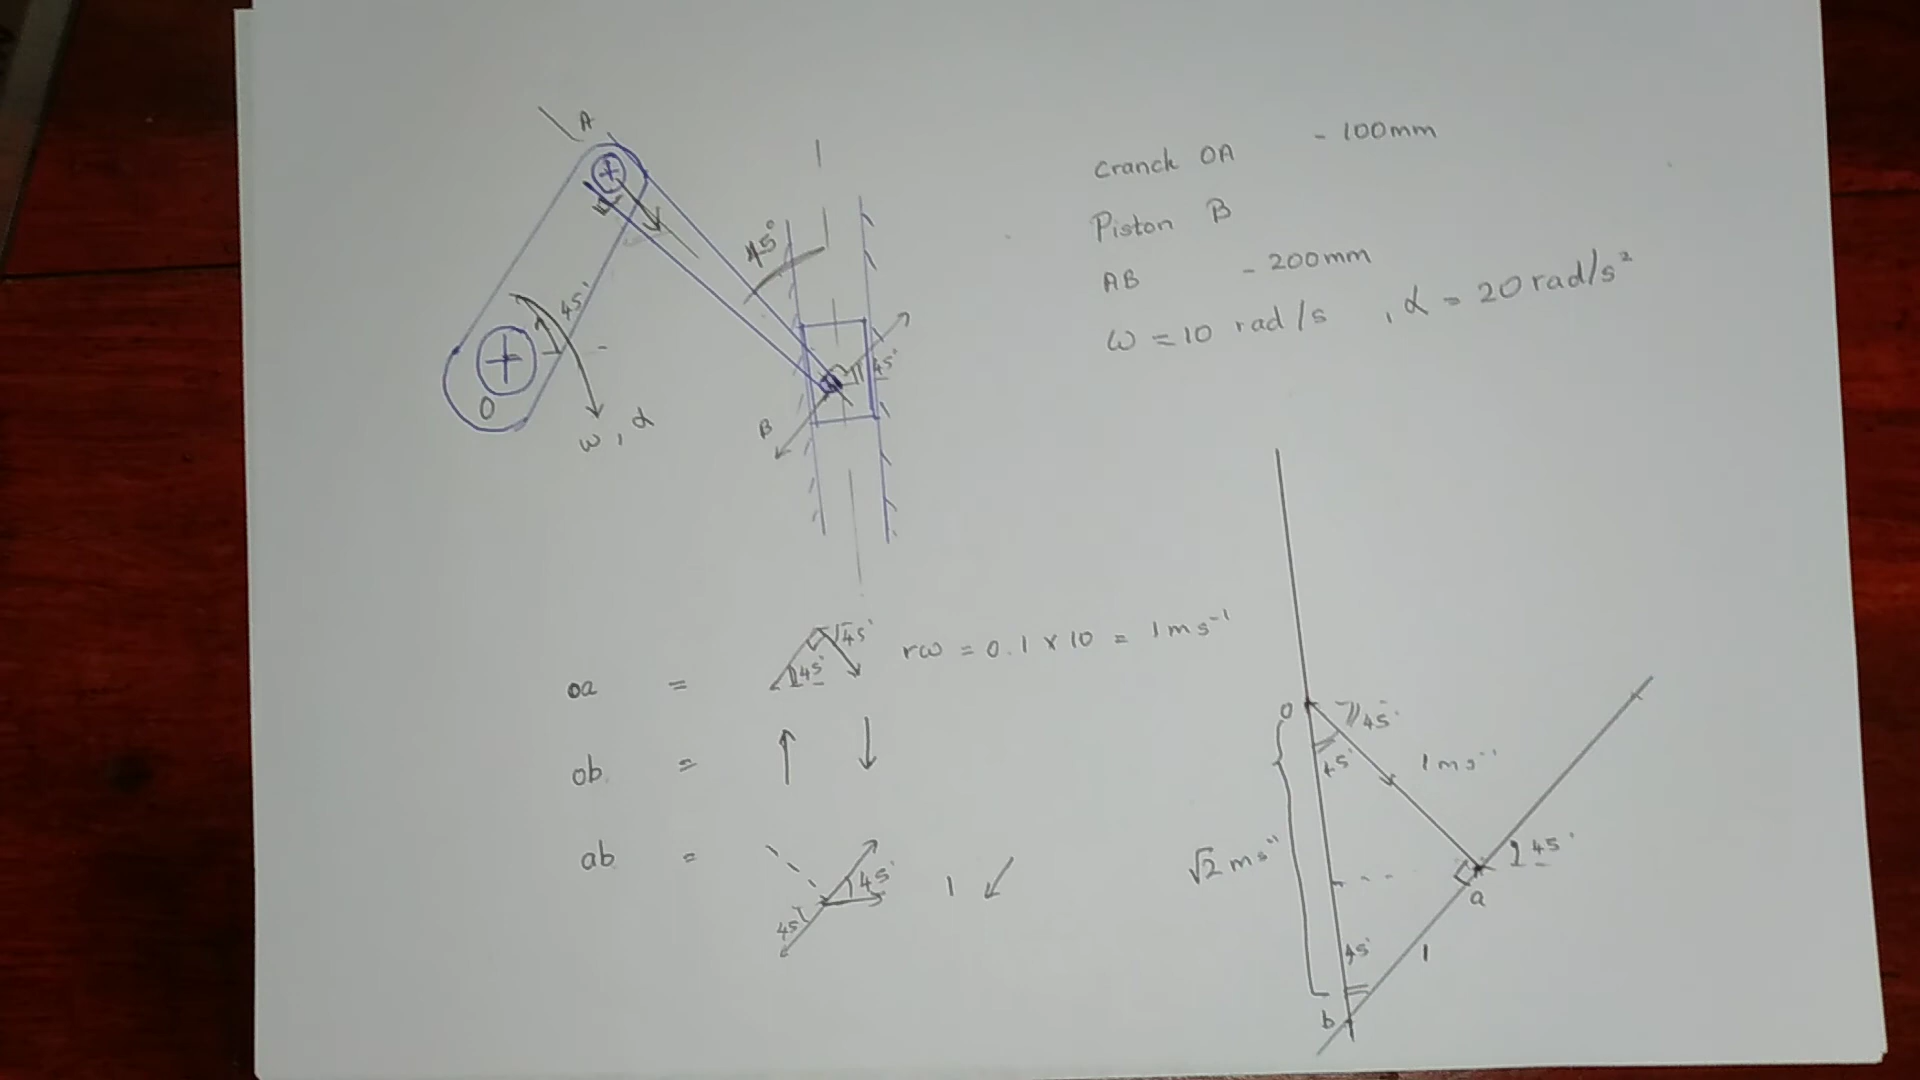 A
45°
45°
O
ω, α
45°
B
Cranck OA - 100mm
Piston B
AB - 200mm
ω = 10 rad/s , α = 20 rad/s²
oa = 45° 45° rω = 0.1 × 10 = 1 ms⁻¹
ob =
ab = 45° 45° 1
O
45°
45°
1 ms⁻¹
√2 ms⁻¹
45°
a
45°
1
b